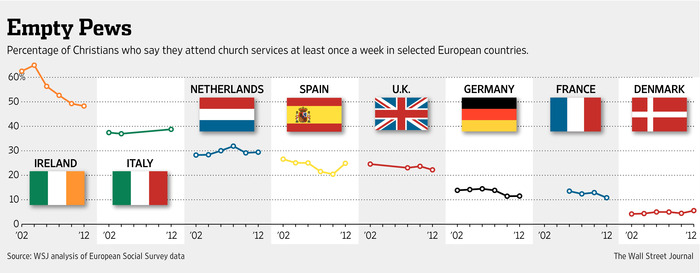 Empty Pews
Percentage of Christians who say they attend church services at least once a week in selected European countries.
60%
50
40
30
20
10
0
IRELAND
ITALY
NETHERLANDS
SPAIN
U.K.
GERMANY
FRANCE
DENMARK
'02 '12 '02 '12 '02 '12 '02 '12 '02 '12 '02 '12 '02 '12 '02 '12
Source: WSJ analysis of European Social Survey data
The Wall Street Journal